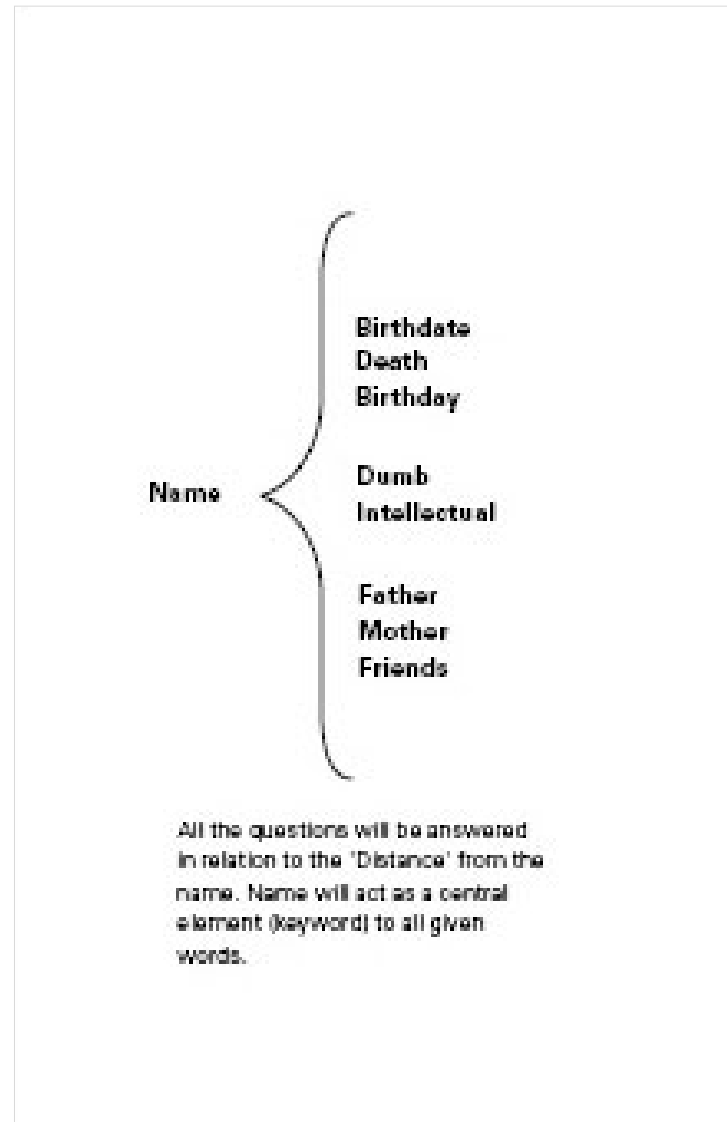 Birthdate
Death
Birthday
Name
Dumb
Intellectual
Father
Mother
Friends
All the questions will be answered
in relation to the 'Distance' from the
name. Name will act as a central
element (keyword) to all given
words.